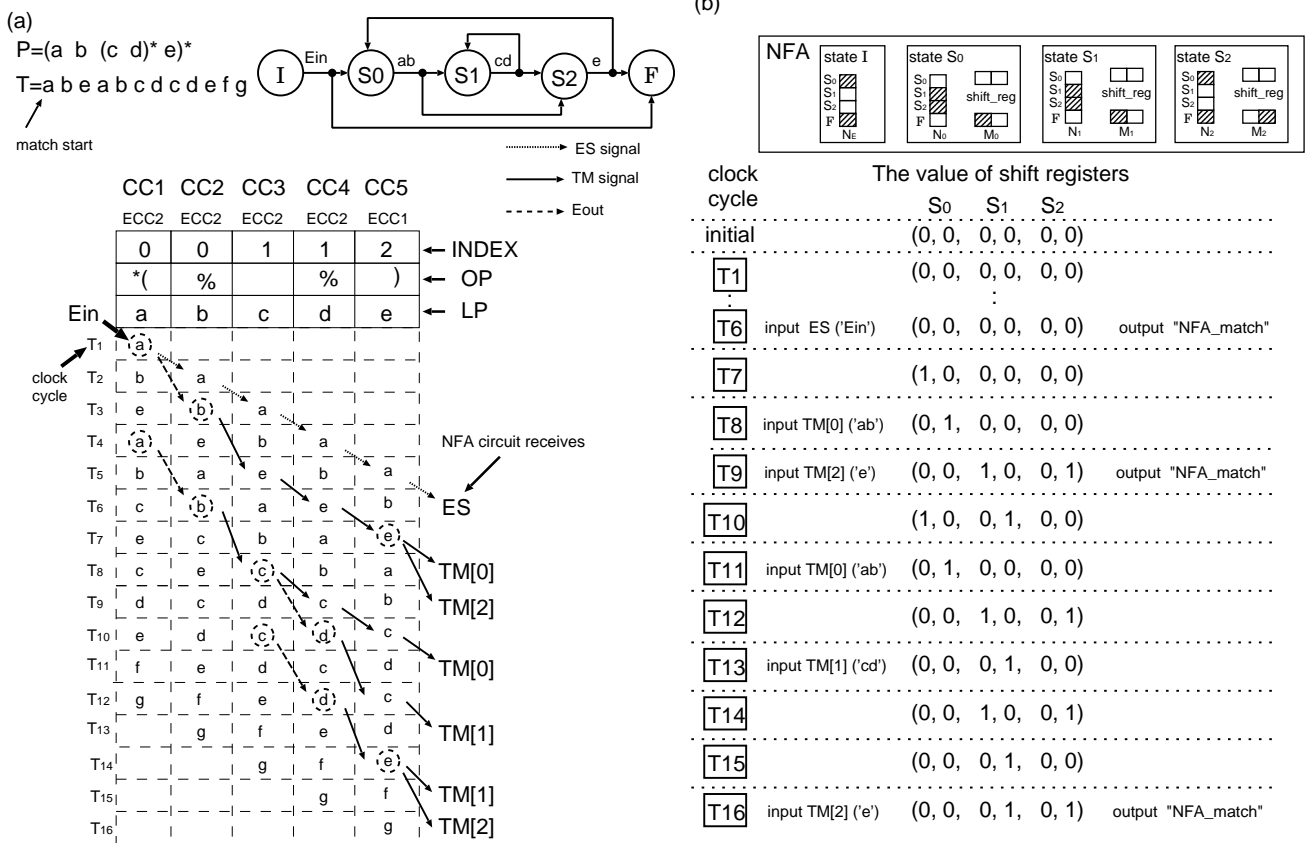 (a)
P=(a b (c d)* e)*
T=a b e a b c d c d e f g
match start
I Ein S0 ab S1 cd S2 e F
ES signal
TM signal
Eout
CC1 CC2 CC3 CC4 CC5
ECC2 ECC2 ECC2 ECC2 ECC1
0 0 1 1 2 INDEX
*( % % ) OP
a b c d e LP
Ein
clock cycle
T1 a
T2 b a
T3 e b a
T4 a e b a
T5 b a e b a
T6 c b a e b
T7 e c b a e
T8 c e c b a
T9 d c d c b
T10 e d c d c
T11 f e d c d
T12 g f e d c
T13 g f e d
T14 g f e
T15 g f
T16 g
NFA circuit receives
ES
TM[0]
TM[2]
TM[0]
TM[1]
TM[1]
TM[2]
(b)
NFA
state I
S0
S1
S2
F
NE
state S0
S0
S1
S2
F
shift_reg
N0 M0
state S1
S0
S1
S2
F
shift_reg
N1 M1
state S2
S0
S1
S2
F
shift_reg
N2 M2
clock cycle
The value of shift registers
S0 S1 S2
initial (0, 0, 0, 0, 0, 0)
T1 (0, 0, 0, 0, 0, 0)
: :
T6 input ES ('Ein') (0, 0, 0, 0, 0, 0) output "NFA_match"
T7 (1, 0, 0, 0, 0, 0)
T8 input TM[0] ('ab') (0, 1, 0, 0, 0, 0)
T9 input TM[2] ('e') (0, 0, 1, 0, 0, 1) output "NFA_match"
T10 (1, 0, 0, 1, 0, 0)
T11 input TM[0] ('ab') (0, 1, 0, 0, 0, 0)
T12 (0, 0, 1, 0, 0, 1)
T13 input TM[1] ('cd') (0, 0, 0, 1, 0, 0)
T14 (0, 0, 1, 0, 0, 1)
T15 (0, 0, 0, 1, 0, 0)
T16 input TM[2] ('e') (0, 0, 0, 1, 0, 1) output "NFA_match"